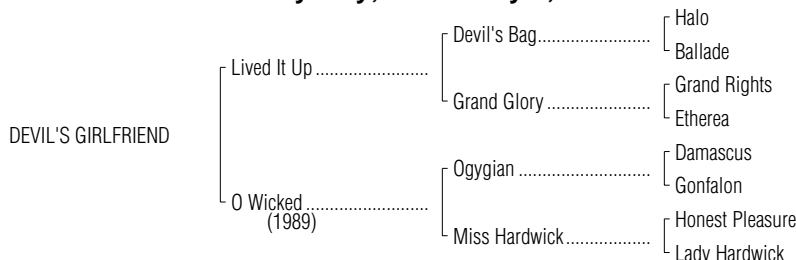 Halo
Devil's Bag........................
Ballade
Lived It Up ........................
Grand Rights
Grand Glory ......................
Etherea
DEVIL'S GIRLFRIEND
Damascus
Ogygian ............................
Gonfalon
O Wicked ..........................
(1989)
Honest Pleasure
Miss Hardwick..................
Lady Hardwick